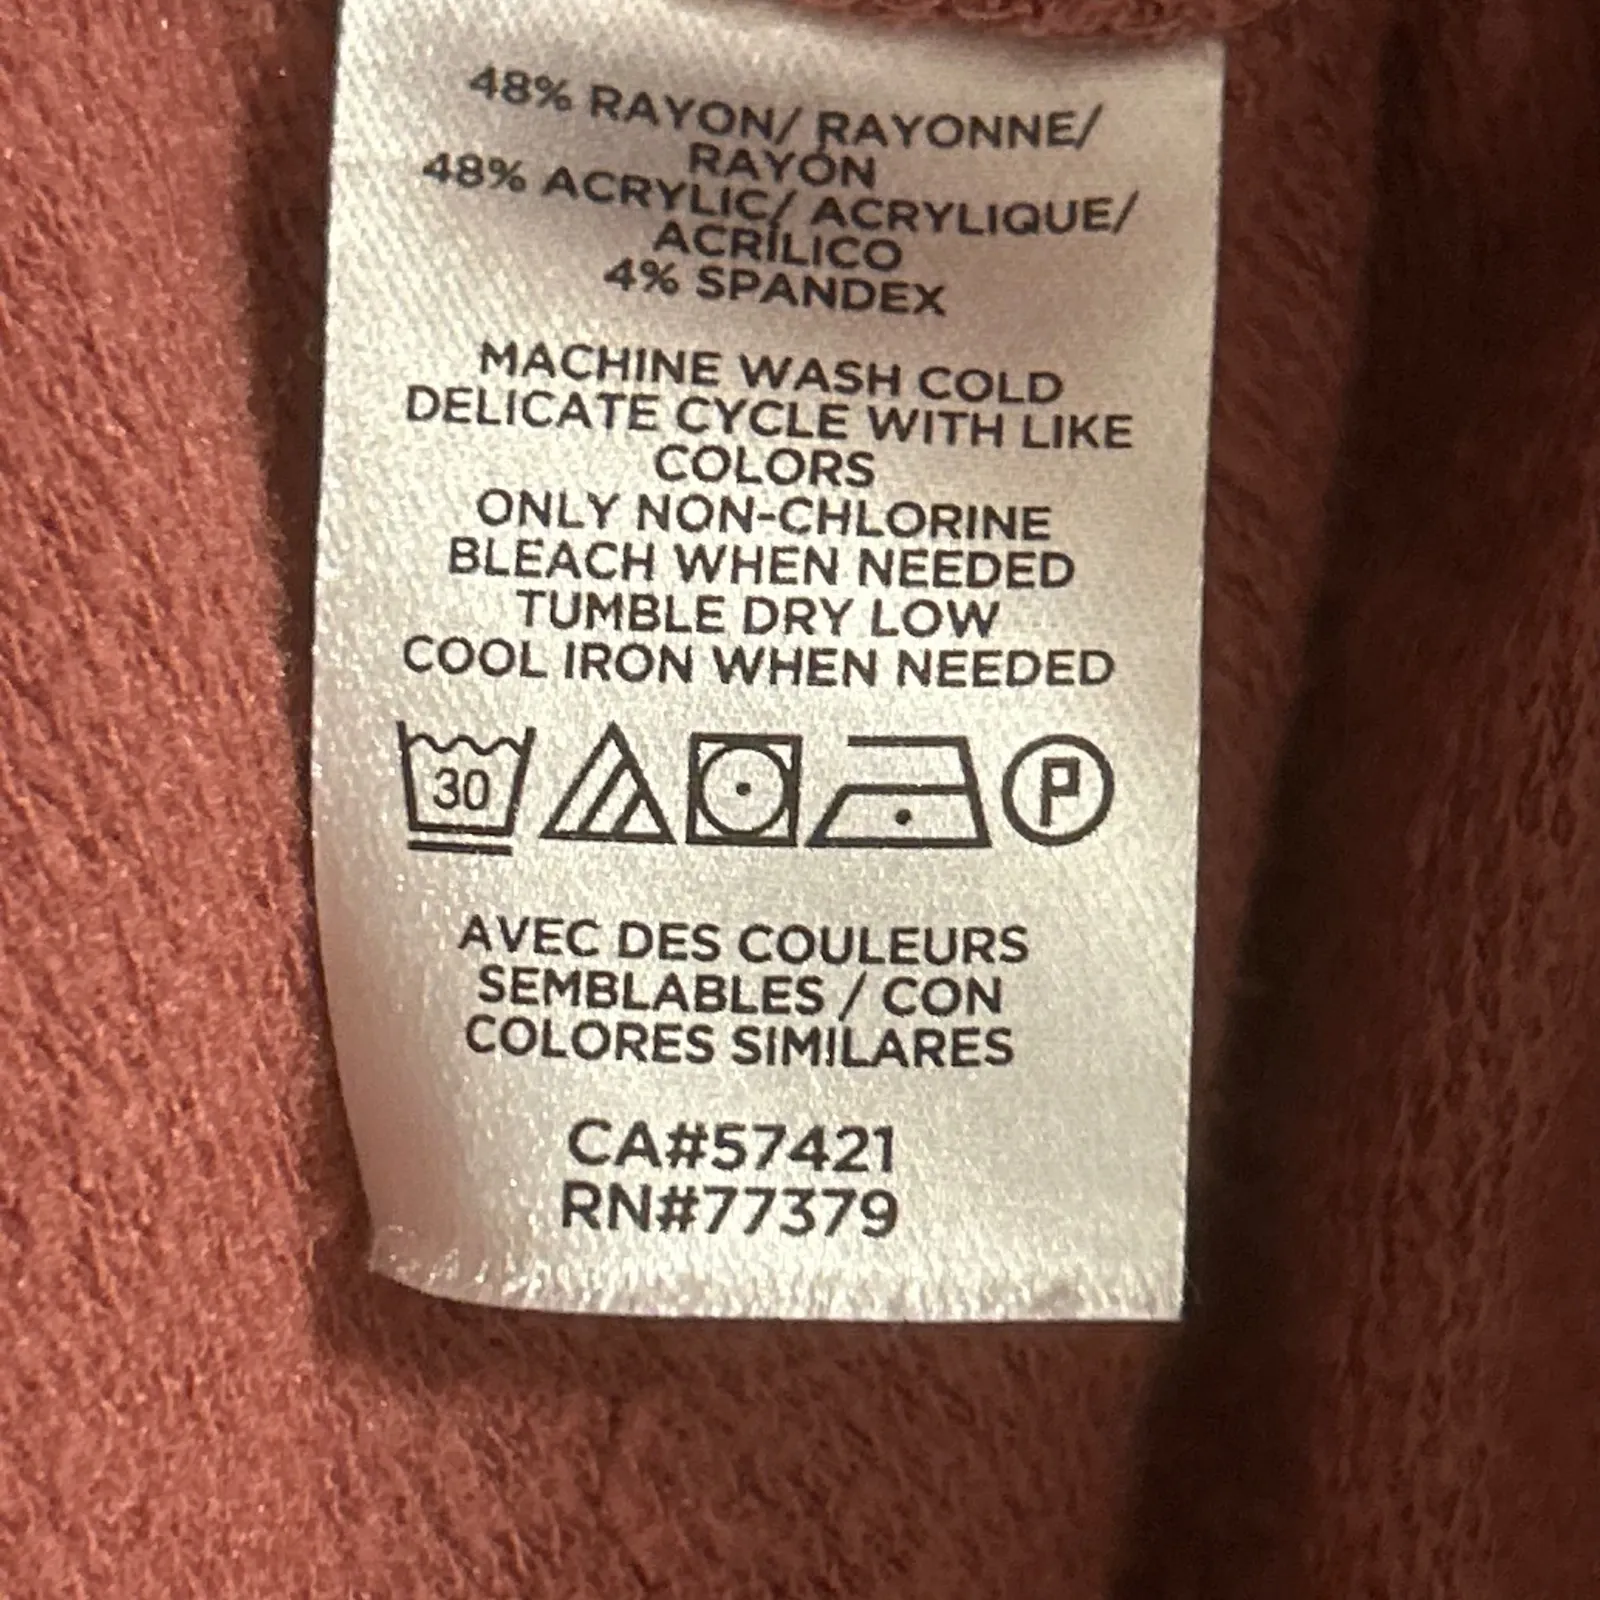 48% RAYON/ RAYONNE/
RAYÓN
48% ACRYLIC/ ACRYLIQUE/
ACRÍLICO
4% SPANDEX
MACHINE WASH COLD
DELICATE CYCLE WITH LIKE
COLORS
ONLY NON-CHLORINE
BLEACH WHEN NEEDED
TUMBLE DRY LOW
COOL IRON WHEN NEEDED
30 P
AVEC DES COULEURS
SEMBLABLES / CON
COLORES SIMILARES
CA#57421
RN#77379